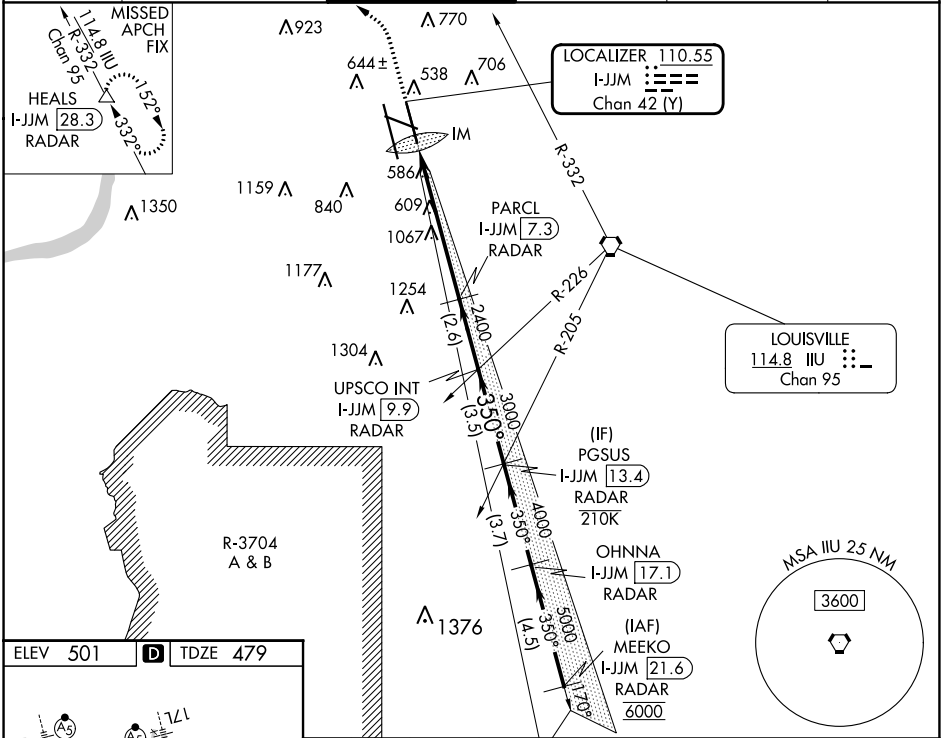 MISSED
APCH
FIX
114.8 IIU
R-332
Chan 95
HEALS
I-JJM 28.3
RADAR
152°
332°
923
770
644±
538
706
LOCALIZER 110.55
I-JJM
Chan 42 (Y)
IM
R-332
586
1159
840
609
1350
1067
PARCL
I-JJM 7.3
RADAR
1177
1254
R-226
R-205
2400
(2.6)
LOUISVILLE
114.8 IIU
Chan 95
1304
UPSCO INT
I-JJM 9.9
RADAR
350°
3000
(3.5)
(IF)
PGSUS
I-JJM 13.4
RADAR
210K
350°
4000
(3.7)
R-3704
A & B
OHNNA
I-JJM 17.1
RADAR
MSA IIU 25 NM
3600
1376
350°
5000
(4.5)
(IAF)
MEEKO
I-JJM 21.6
RADAR
6000
170°
ELEV 501 D TDZE 479
A5
A5
17L